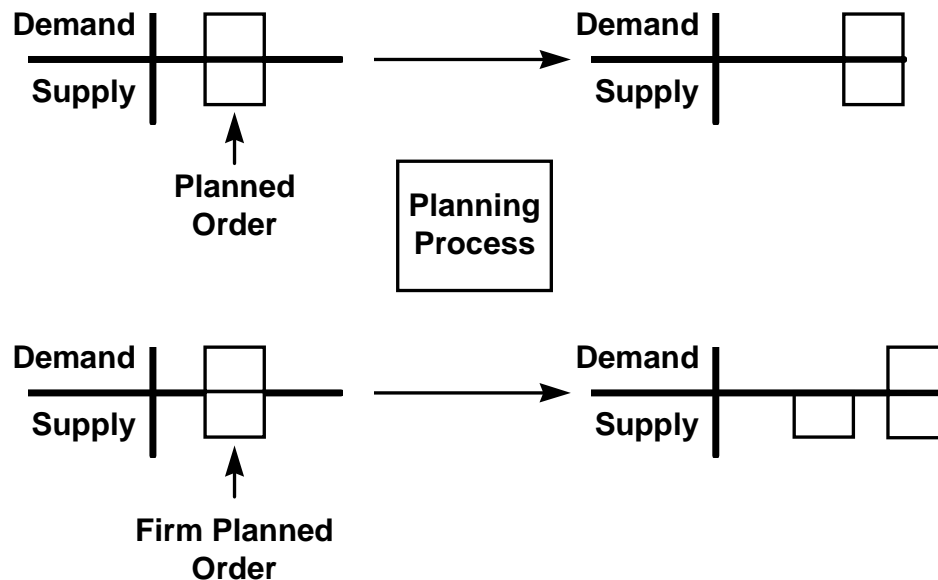 Demand
Demand
Supply
Supply
Planned
Order
Planning
Process
Demand
Demand
Supply
Supply
Firm Planned
Order